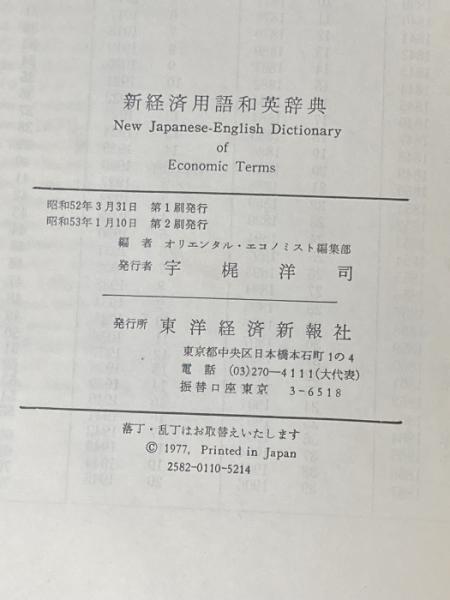 新経済用語和英辞典
New Japanese-English Dictionary
of
Economic Terms
昭和52年3月31日 第1刷発行
昭和53年1月10日 第2刷発行
編者 オリエンタル・エコノミスト編集部
発行者 宇梶洋司
発行所 東洋経済新報社
東京都中央区日本橋本石町1の4
電話 (03)270―4111(大代表)
振替口座東京 3-6518
落丁・乱丁はお取替えいたします
© 1977, Printed in Japan
2582-0110-5214